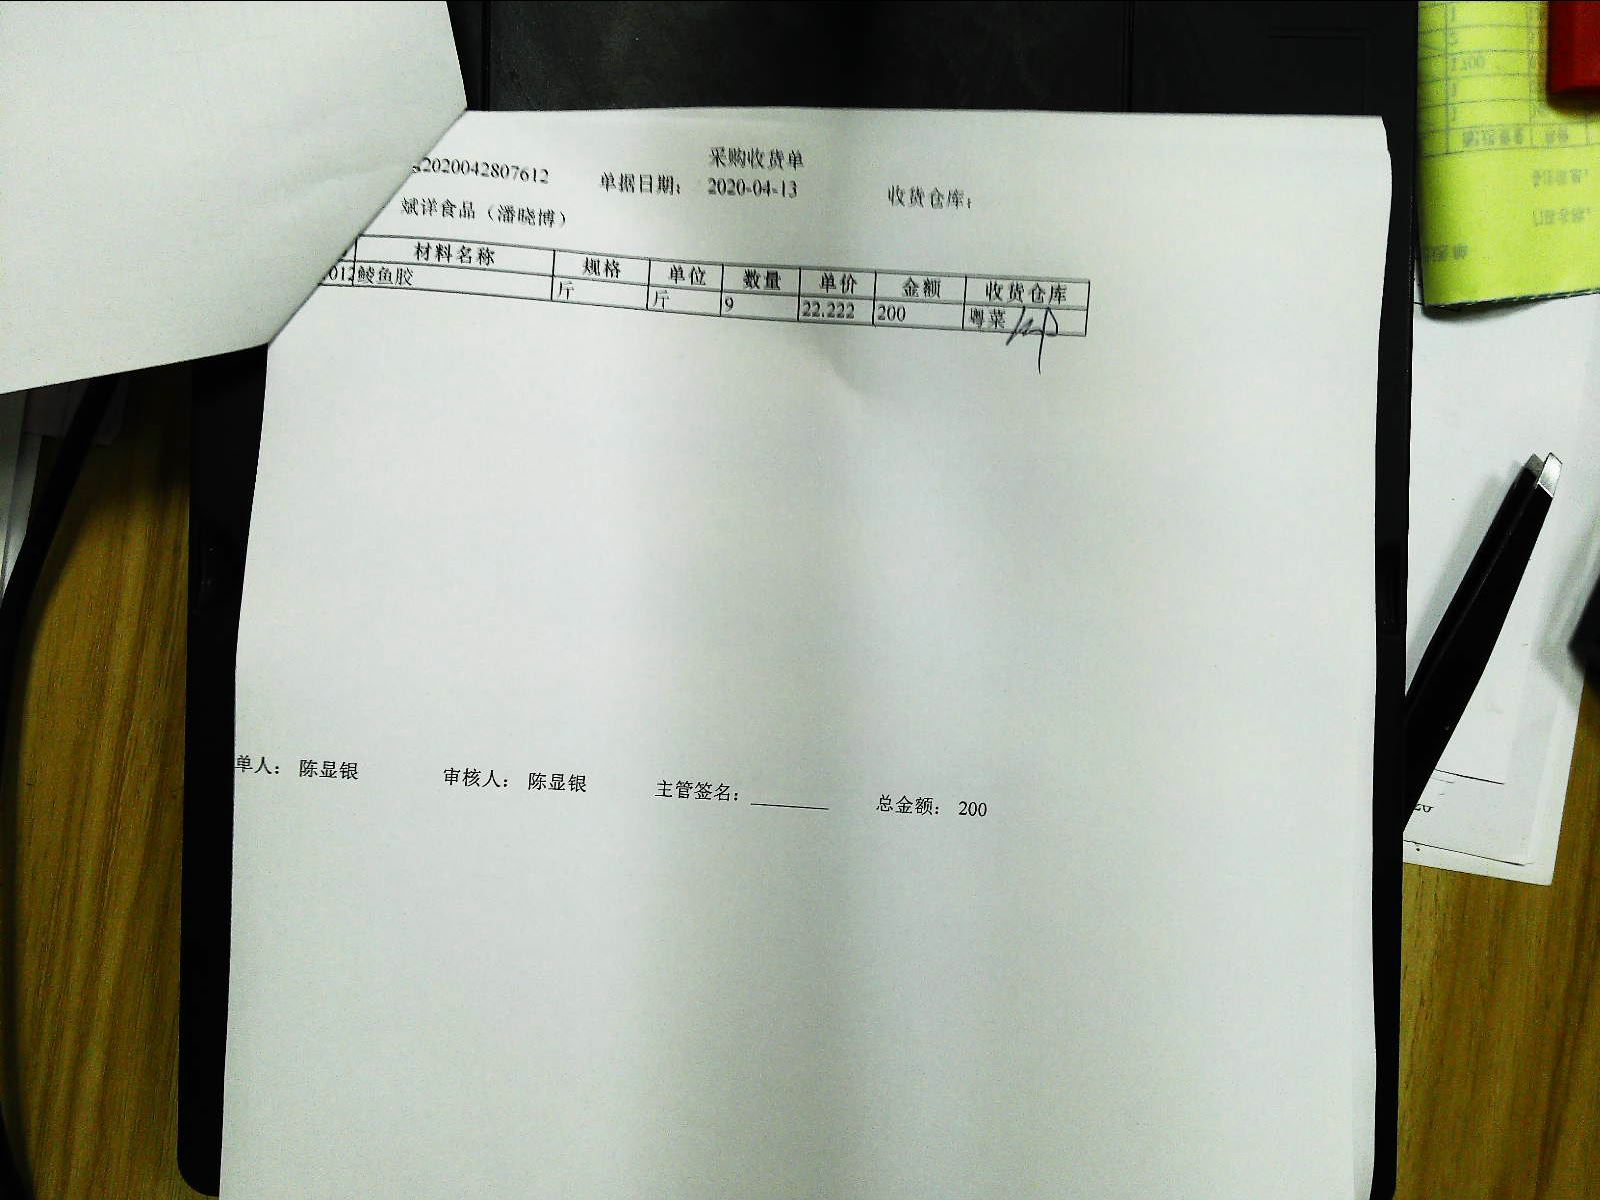 采购收货单
2020042807612 单据日期： 2020-04-13 收货仓库：
斌洋食品（潘晓博）
材料名称 规格 单位 数量 单价 金额 收货仓库
012 鲮鱼胶 斤 斤 9 22.222 200 粤菜
单人： 陈显银 审核人： 陈显银 主管签名： 总金额： 200
1700